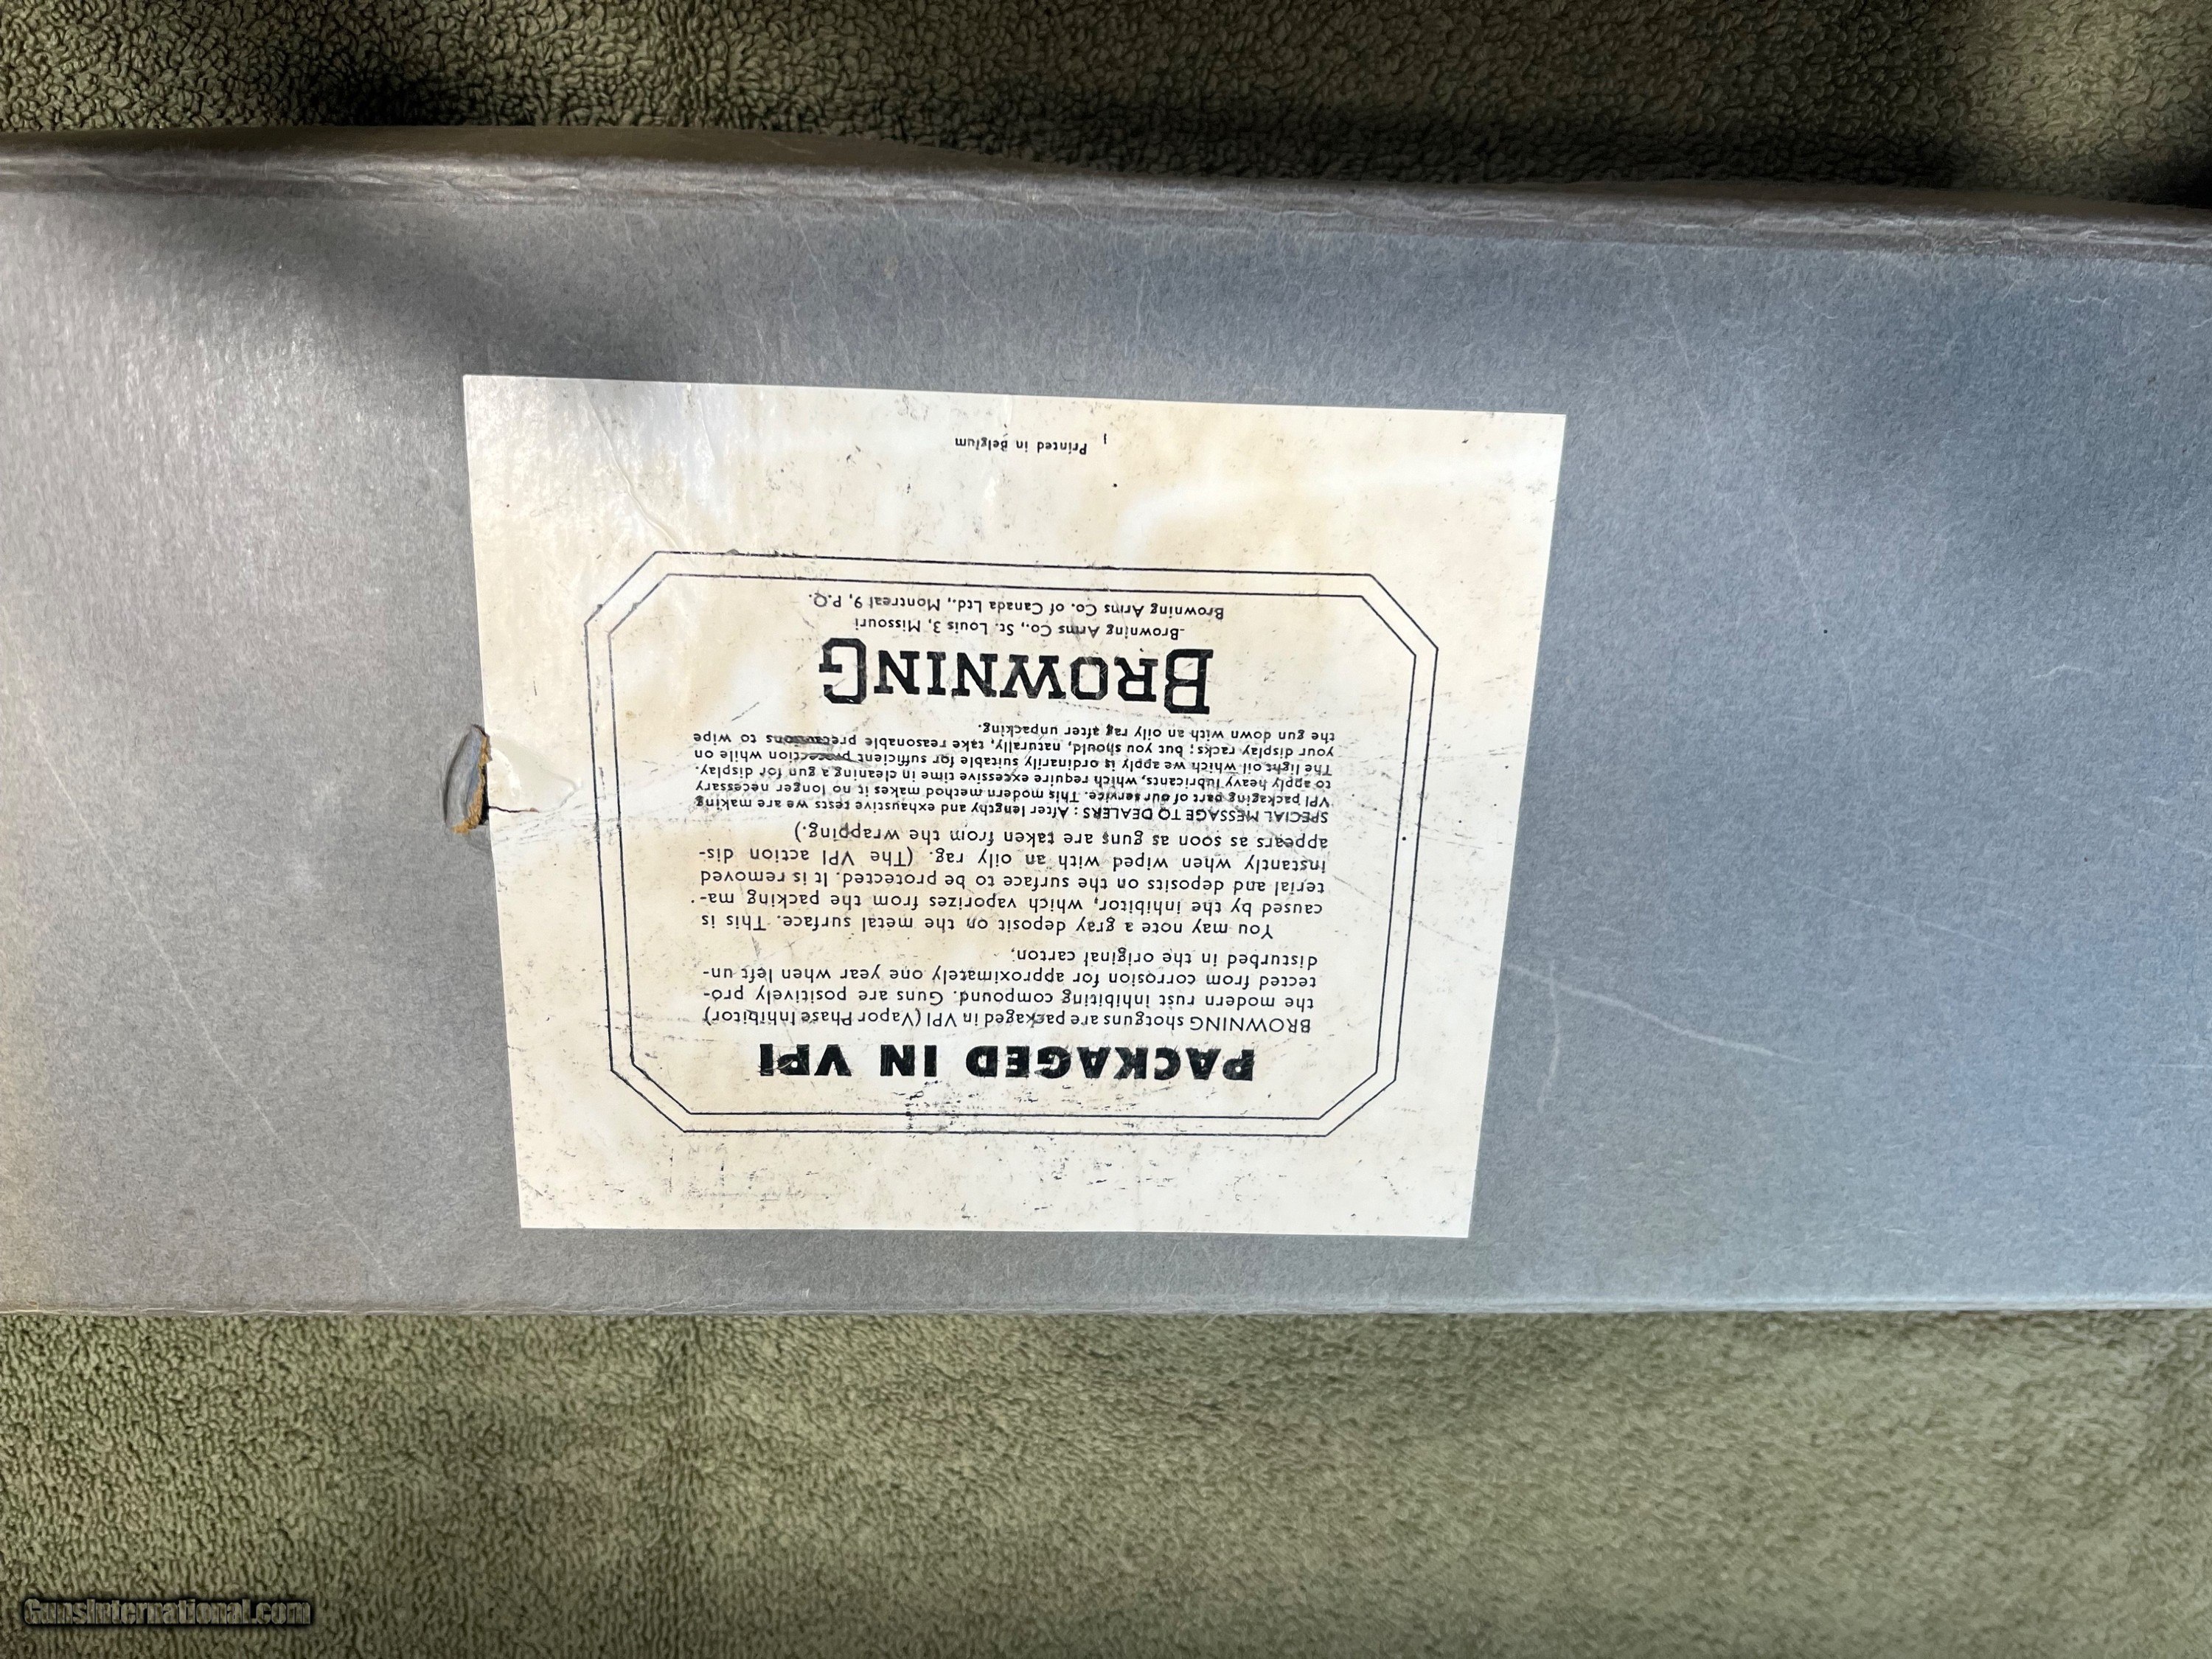 PACKAGED IN VPI
BROWNING shotguns are packaged in VPI (Vapor Phase Inhibitor)
the modern rust inhibiting compound. Guns are positively pro-
tected from corrosion for approximately one year when left un-
disturbed in the original carton.
You may note a gray deposit on the metal surface. This is
caused by the inhibitor, which vaporizes from the packing ma-
terial and deposits on the surface to be protected. It is removed
instantly when wiped with an oily rag. (The VPI action dis-
appears as soon as guns are taken from the wrapping.)
SPECIAL MESSAGE TO DEALERS : After lengthy and exhaustive tests we are making
VPI packaging part of our service. This modern method makes it no longer necessary
to apply heavy lubricants, which require excessive time in cleaning a gun for display.
The light oil which we apply is ordinarily suitable for sufficient protection while on
your display racks ; but you should, naturally, take reasonable precautions to wipe
the gun down with an oily rag after unpacking.
BROWNING
Browning Arms Co., St. Louis 3, Missouri
Browning Arms Co. of Canada Ltd., Montreal 9, P.Q.
Printed in Belgium
GunsInternational.com